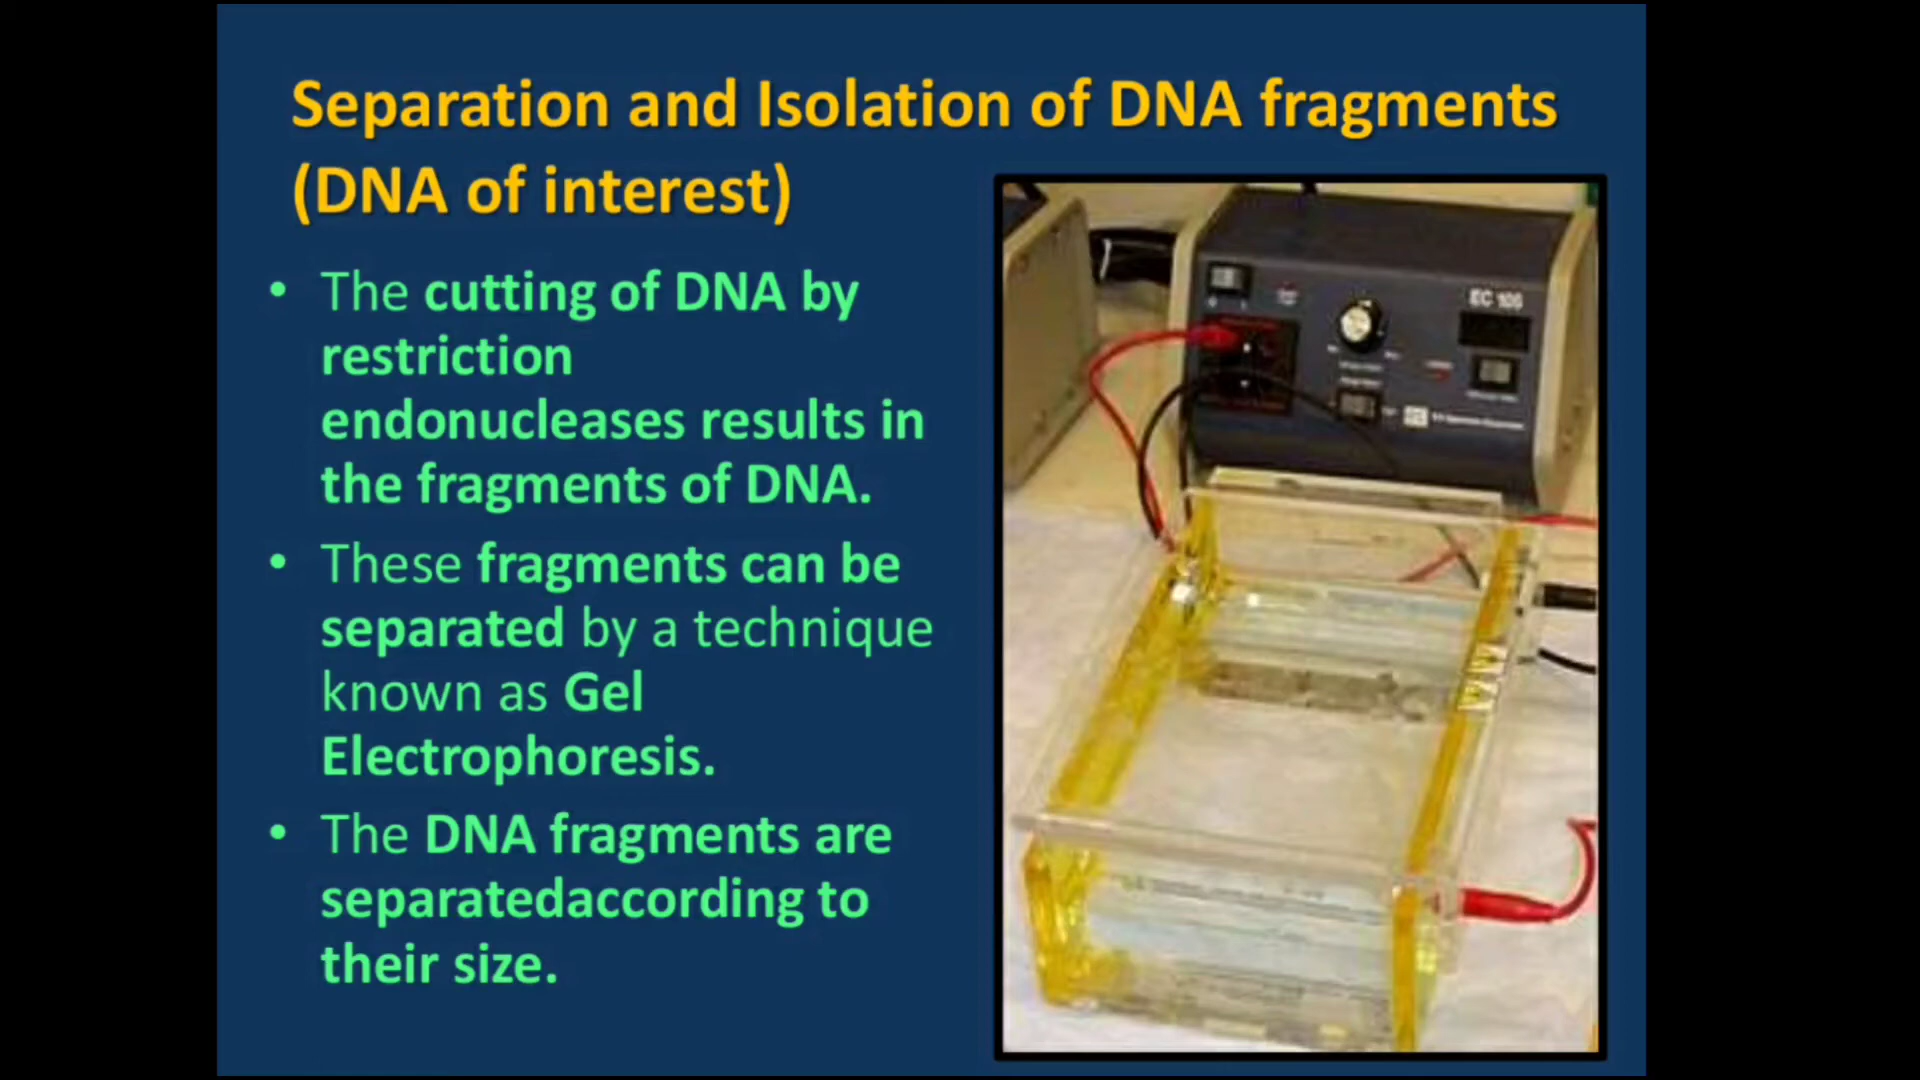 Separation and Isolation of DNA fragments
(DNA of interest)
• The cutting of DNA by
restriction
endonucleases results in
the fragments of DNA.
• These fragments can be
separated by a technique
known as Gel
Electrophoresis.
• The DNA fragments are
separatedaccording to
their size.
EC 105